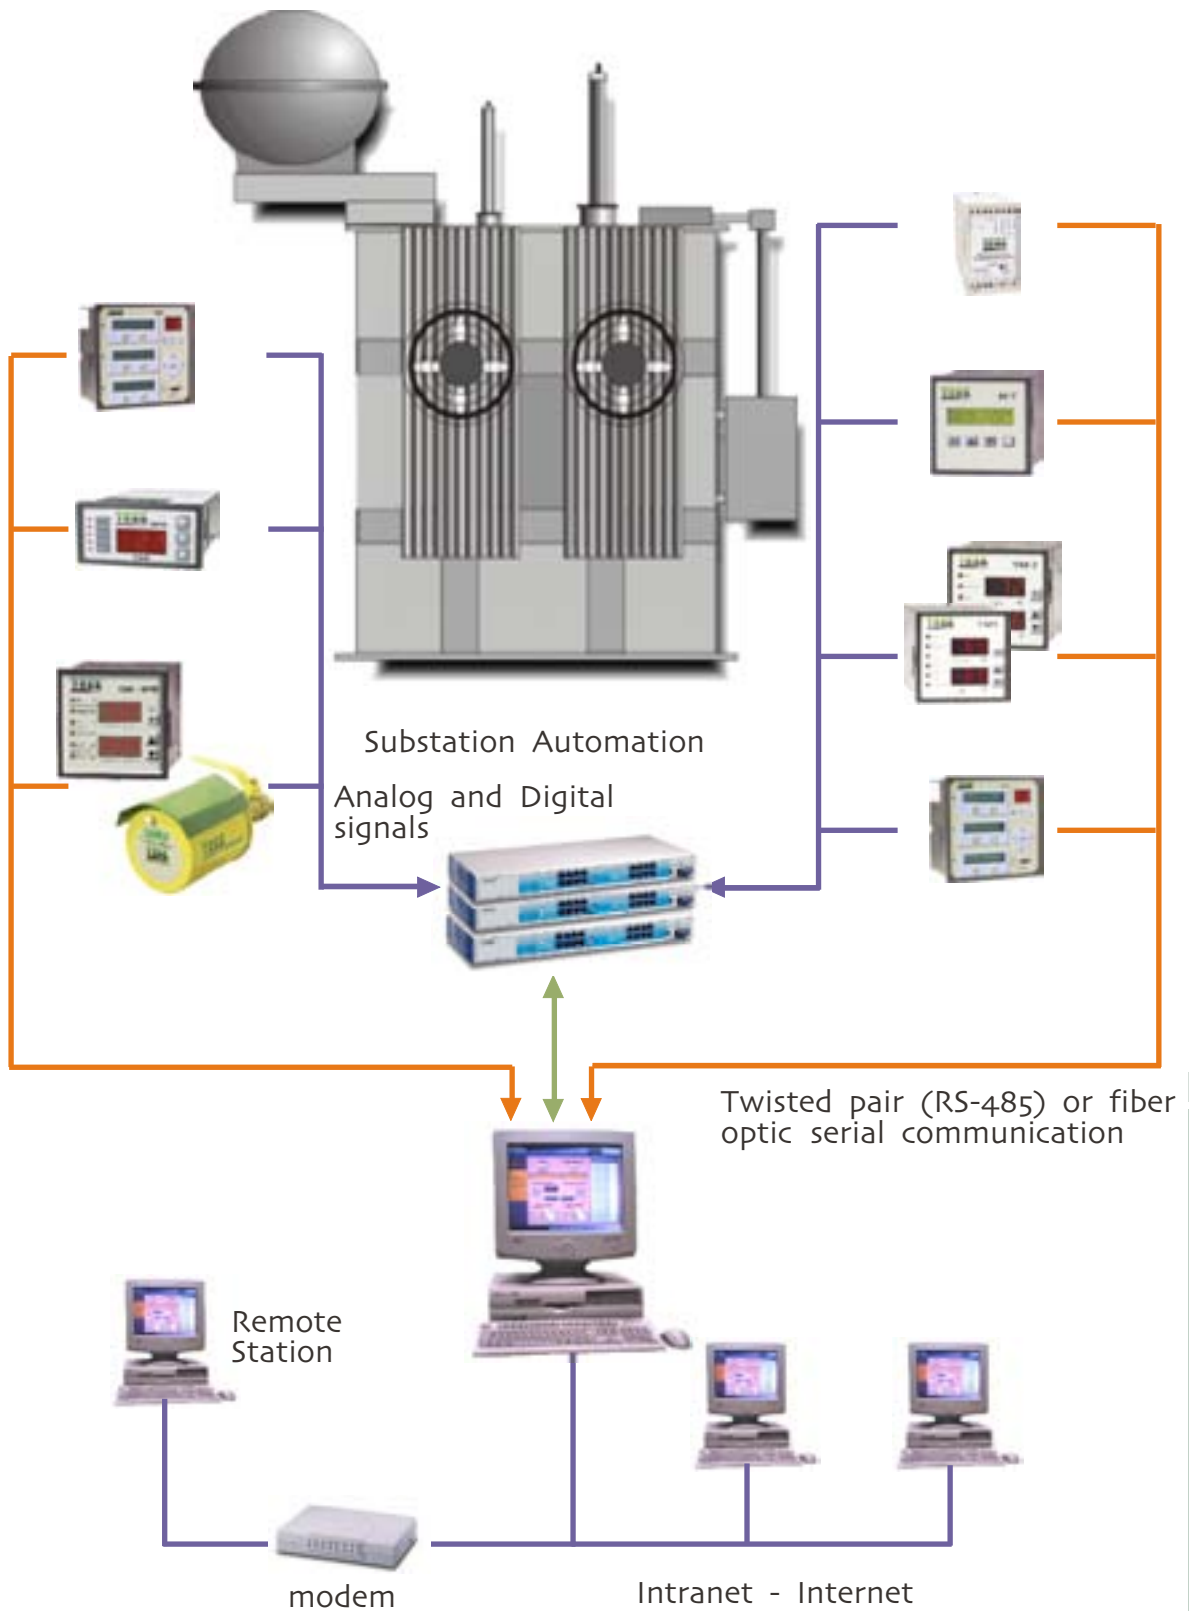 Substation Automation
Analog and Digital
signals
Twisted pair (RS-485) or fiber
optic serial communication
Remote
Station
modem
Intranet - Internet